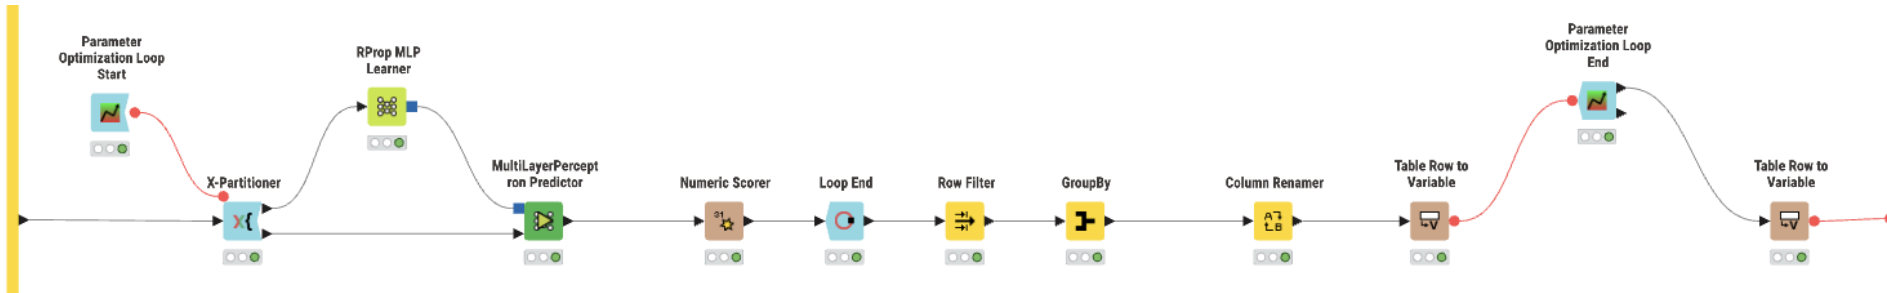 Parameter
Optimization Loop
Start
RProp MLP
Learner
X-Partitioner
MultiLayerPercept
ron Predictor
Numeric Scorer
Loop End
Row Filter
GroupBy
Column Renamer
Table Row to
Variable
Parameter
Optimization Loop
End
Table Row to
Variable